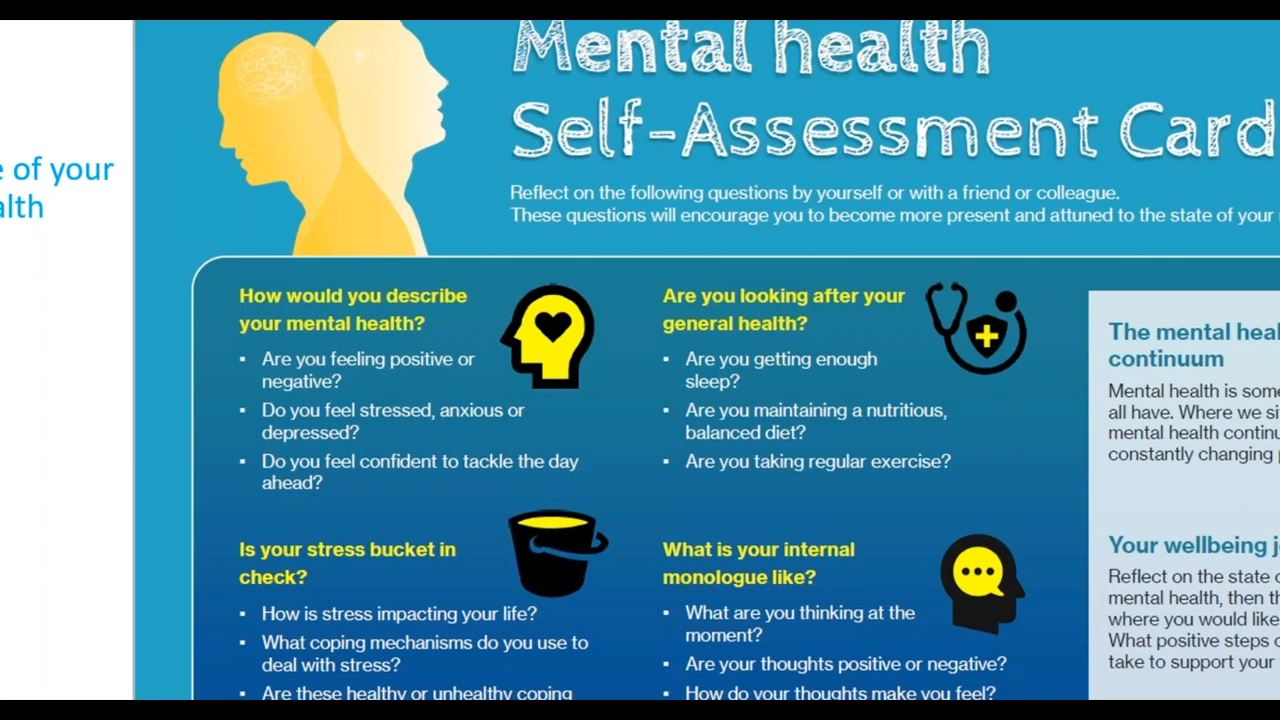 of your
Mental health
Self-Assessment Card
Reflect on the following questions by yourself or with a friend or colleague.
These questions will encourage you to become more present and attuned to the state of your
How would you describe
your mental health?
▪ Are you feeling positive or
negative?
▪ Do you feel stressed, anxious or
depressed?
▪ Do you feel confident to tackle the day
ahead?
Are you looking after your
general health?
▪ Are you getting enough
sleep?
▪ Are you maintaining a nutritious,
balanced diet?
▪ Are you taking regular exercise?
Is your stress bucket in
check?
▪ How is stress impacting your life?
▪ What coping mechanisms do you use to
deal with stress?
▪ Are these healthy or unhealthy coping
What is your internal
monologue like?
▪ What are you thinking at the
moment?
▪ Are your thoughts positive or negative?
▪ How do your thoughts make you feel?
The mental
continuum
Mental health is
all have. Where we
mental health
constantly changing
Your wellbeing
Reflect on the state
mental health, then
where you would like
What positive steps
take to support your